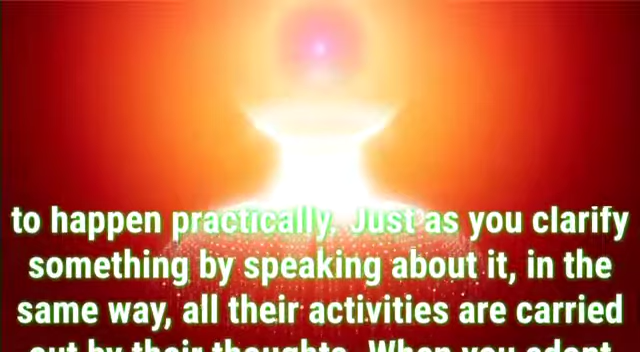 to happen practically. Just as you clarify
something by speaking about it, in the
same way, all their activities are carried
out by their thoughts. When you adopt